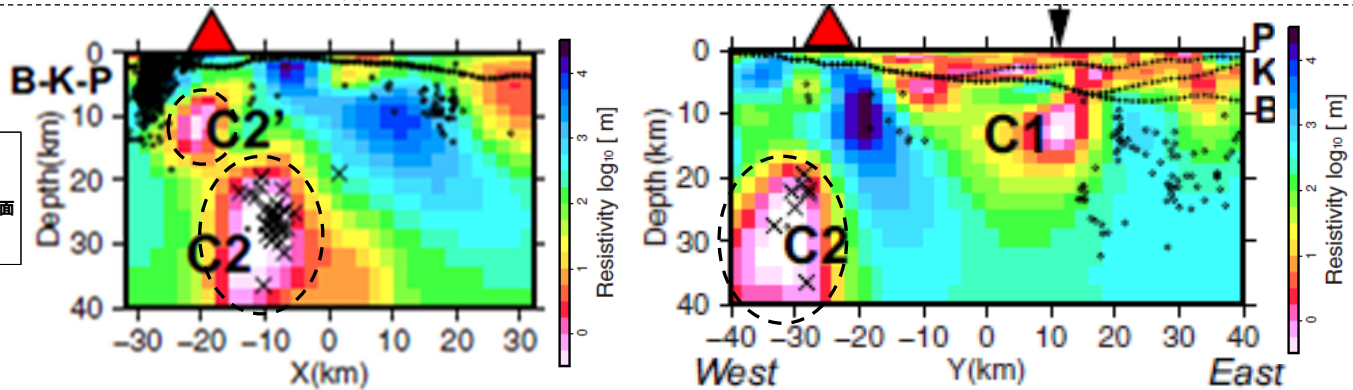 B-K-P
面
0
10
20
30
40
Depth(km)
−30 −20 −10 0 10 20 30
X(km)
C2'
C2
4
3
2
1
0
Resistivity log10 [ m]
0
10
20
30
40
Depth(km)
−40 −30 −20 −10 0 10 20 30 40
West Y(km) East
C1
C2
P
K
B
4
3
2
1
0
Resistivity log10 [ m]